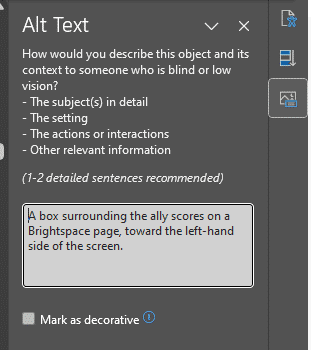 Alt Text
How would you describe this object and its
context to someone who is blind or low
vision?
- The subject(s) in detail
- The setting
- The actions or interactions
- Other relevant information
(1-2 detailed sentences recommended)
A box surrounding the ally scores on a
Brightspace page, toward the left-hand
side of the screen.
Mark as decorative